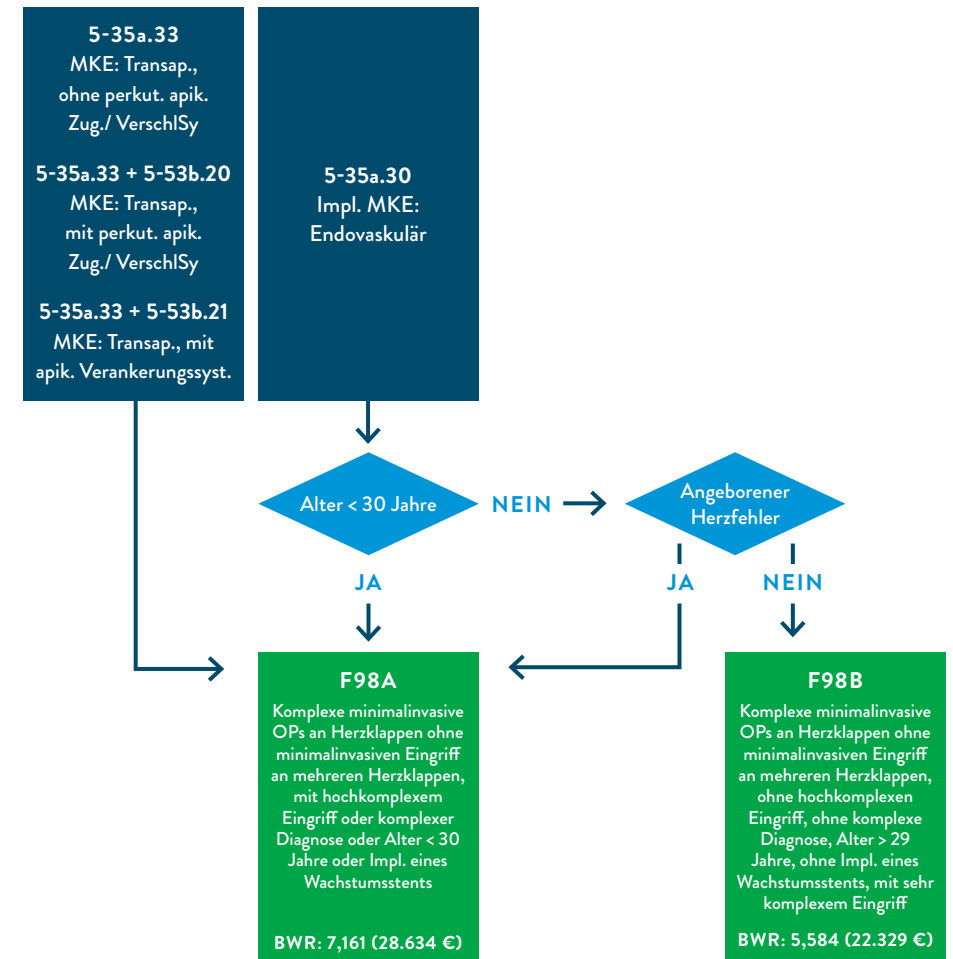 5-35a.33
MKE: Transap.,
ohne perkut. apik.
Zug./ VerschlSy
5-35a.33 + 5-53b.20
MKE: Transap.,
mit perkut. apik.
Zug./ VerschlSy
5-35a.33 + 5-53b.21
MKE: Transap., mit
apik. Verankerungssyst.
5-35a.30
Impl. MKE:
Endovaskulär
Alter < 30 Jahre
NEIN
Angeborener
Herzfehler
JA
JA
NEIN
F98A
Komplexe minimalinvasive
OPs an Herzklappen ohne
minimalinvasiven Eingriff
an mehreren Herzklappen,
mit hochkomplexem
Eingriff oder komplexer
Diagnose oder Alter < 30
Jahre oder Impl. eines
Wachstumsstents
BWR: 7,161 (28.634 €)
F98B
Komplexe minimalinvasive
OPs an Herzklappen ohne
minimalinvasiven Eingriff
an mehreren Herzklappen,
ohne hochkomplexen
Eingriff, ohne komplexe
Diagnose, Alter > 29
Jahre, ohne Impl. eines
Wachstumsstents, mit sehr
komplexem Eingriff
BWR: 5,584 (22.329 €)